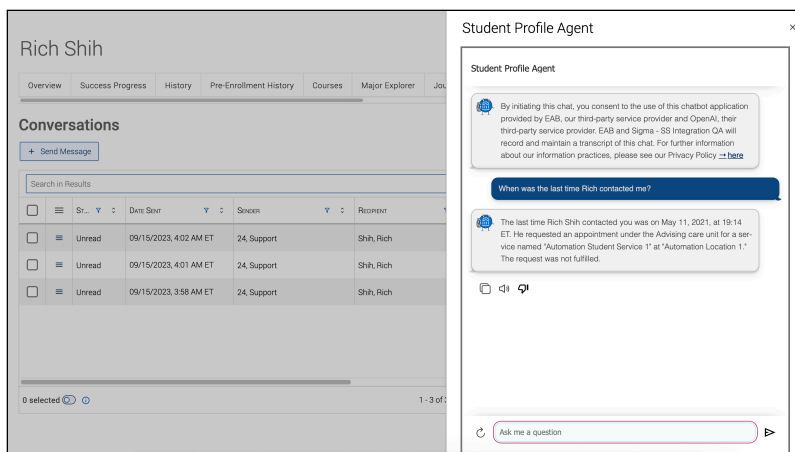 Rich Shih
Overview Success Progress History Pre-Enrollment History Courses Major Explorer Jou
Conversations
+ Send Message
Search in Results
ST... DATE SENT SENDER RECIPIENT
Unread 09/15/2023, 4:02 AM ET 24, Support Shih, Rich
Unread 09/15/2023, 4:01 AM ET 24, Support Shih, Rich
Unread 09/15/2023, 3:58 AM ET 24, Support Shih, Rich
0 selected 1 - 3 of
Student Profile Agent
Student Profile Agent
By initiating this chat, you consent to the use of this chatbot application
provided by EAB, our third-party service provider and OpenAI, their
third-party service provider. EAB and Sigma - SS Integration QA will
record and maintain a transcript of this chat. For further information
about our information practices, please see our Privacy Policy → here
When was the last time Rich contacted me?
The last time Rich Shih contacted you was on May 11, 2021, at 19:14
ET. He requested an appointment under the Advising care unit for a ser-
vice named "Automation Student Service 1" at "Automation Location 1."
The request was not fulfilled.
Ask me a question